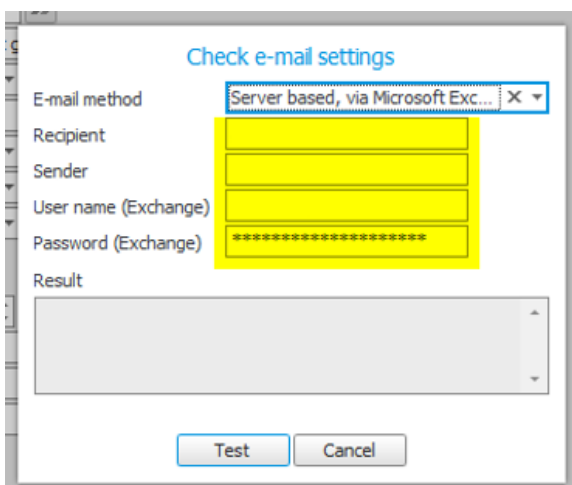 Check e-mail settings
E-mail method Server based, via Microsoft Exc...
Recipient
Sender
User name (Exchange)
Password (Exchange) ********************
Result
Test Cancel